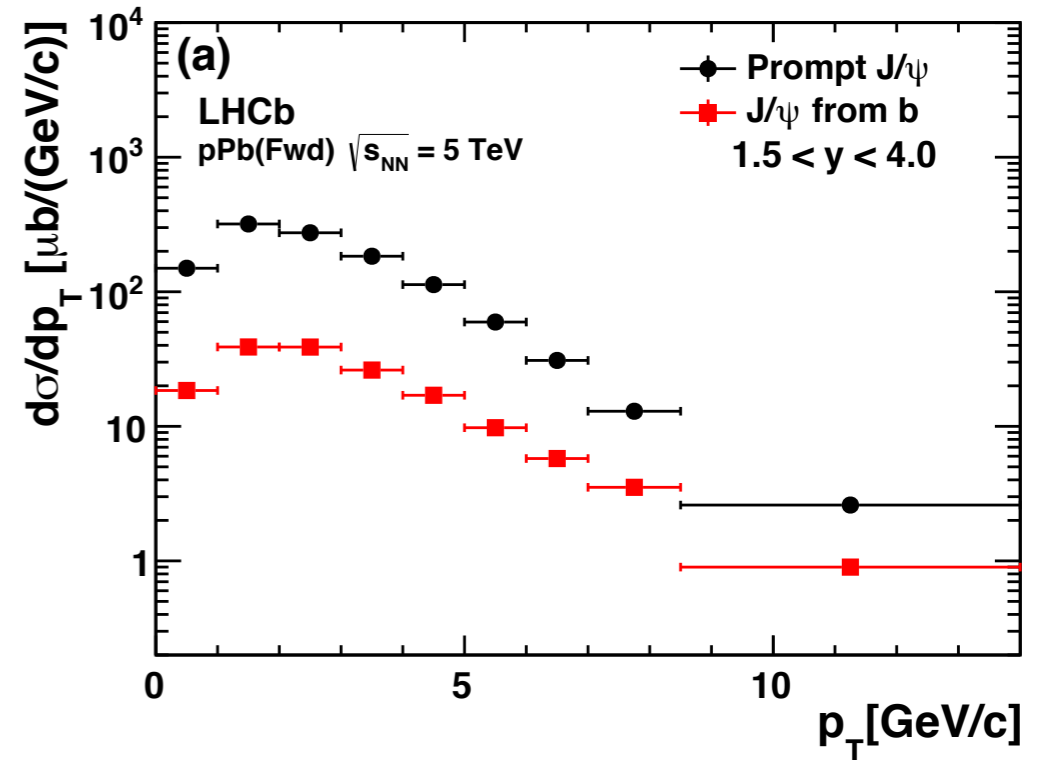 (a)
LHCb
pPb(Fwd) √s_NN = 5 TeV
Prompt J/ψ
J/ψ from b
1.5 < y < 4.0
dσ/dp_T [μb/(GeV/c)]
10^4
10^3
10^2
10
1
0 5 10
p_T[GeV/c]